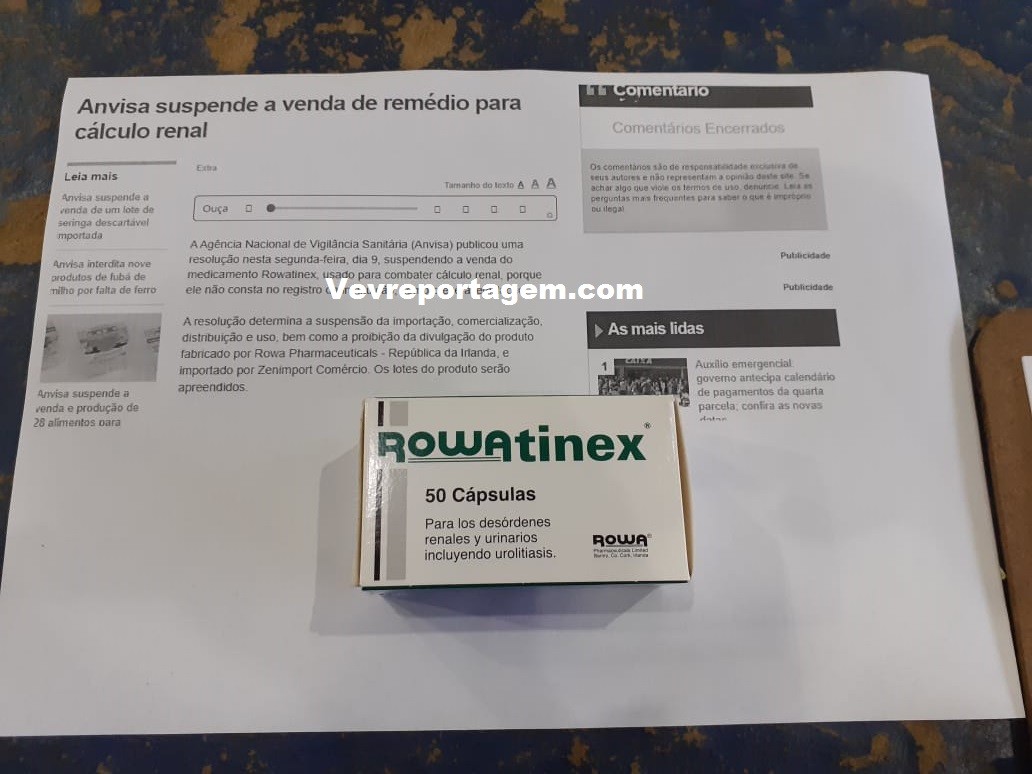 Anvisa suspende a venda de remédio para
cálculo renal
Leia mais
Anvisa suspende a
venda de um lote de
seringa descartável
importada
Anvisa interdita nove
produtos de fubá de
milho por falta de ferro
Anvisa suspende a
venda e produção de
28 alimentos para
Extra
Tamanho do texto A A A
Ouça
A Agência Nacional de Vigilância Sanitária (Anvisa) publicou uma
resolução nesta segunda-feira, dia 9, suspendendo a venda do
medicamento Rowatinex, usado para combater cálculo renal, porque
ele não consta no registro
Vevreportagem.com
A resolução determina a suspensão da importação, comercialização,
distribuição e uso, bem como a proibição da divulgação do produto
fabricado por Rowa Pharmaceuticals - República da Irlanda, e
importado por Zenimport Comércio. Os lotes do produto serão
apreendidos.
Comentário
Comentários Encerrados
Os comentários são de responsabilidade exclusiva de
seus autores e não representam a opinião deste site. Se
achar algo que viole os termos de uso, denuncie. Leia as
perguntas mais frequentes para saber o que é impróprio
ou ilegal
Publicidade
Publicidade
As mais lidas
1
CAIXA
Auxílio emergencial:
governo antecipa calendário
de pagamentos da quarta
parcela; confira as novas
datas
ROWAtinex®
50 Cápsulas
Para los desórdenes
renales y urinarios
incluyendo urolitiasis.
ROWA®
Pharmaceuticals Limited
Bantry, Co. Cork, Irlanda